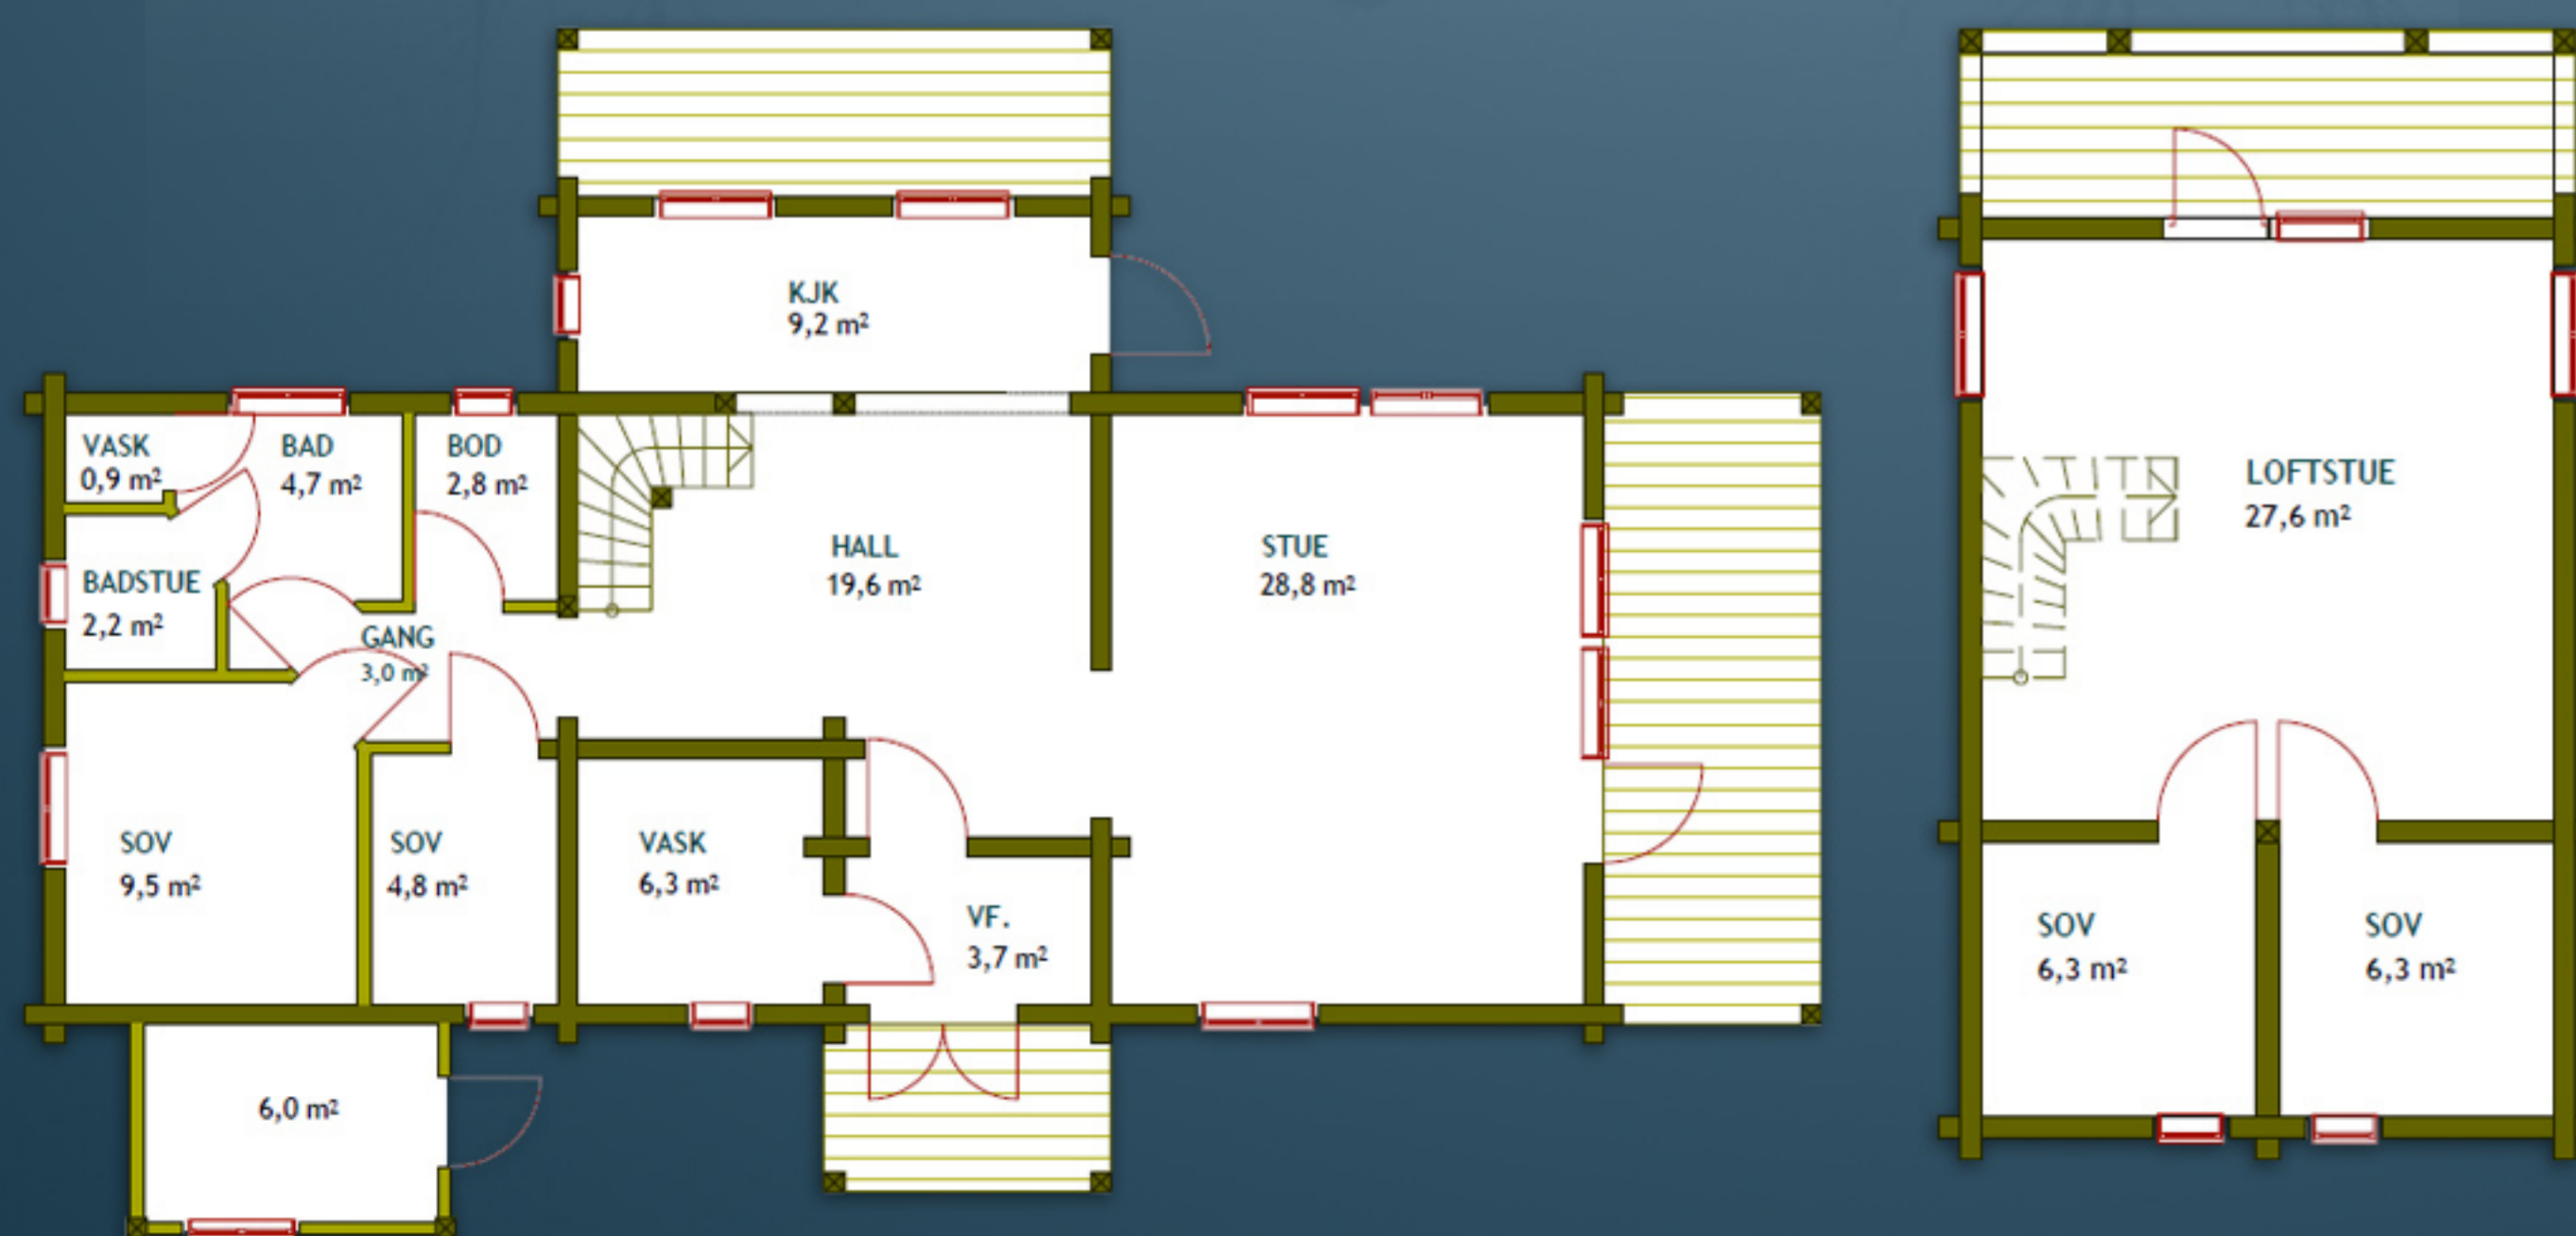 KJK
9,2 m²
VASK
0,9 m²
BAD
4,7 m²
BOD
2,8 m²
BADSTUE
2,2 m²
GANG
3,0 m²
HALL
19,6 m²
STUE
28,8 m²
SOV
9,5 m²
SOV
4,8 m²
VASK
6,3 m²
VF.
3,7 m²
6,0 m²
LOFTSTUE
27,6 m²
SOV
6,3 m²
SOV
6,3 m²